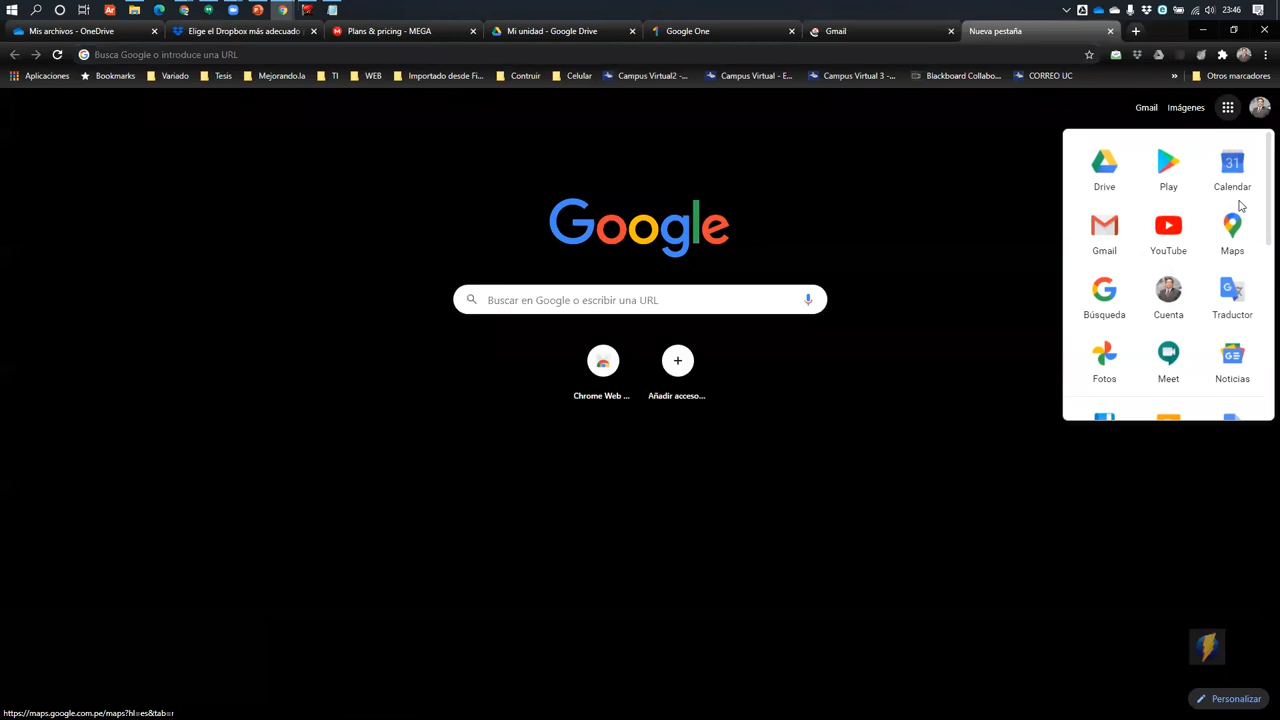 23:46
Mis archivos - OneDrive
Elige el Dropbox más adecuado p
Plans & pricing - MEGA
Mi unidad - Google Drive
Google One
Gmail
Nueva pestaña
Busca Google o introduce una URL
Aplicaciones
Bookmarks
Variado
Tesis
Mejorando.la
TI
WEB
Importado desde Fi...
Contruir
Celular
Campus Virtual2 -...
Campus Virtual - E...
Campus Virtual 3 -...
Blackboard Collabo...
CORREO UC
»
Otros marcadores
Gmail
Imágenes
Google
Buscar en Google o escribir una URL
Chrome Web ...
Añadir acceso...
Drive
Play
31
Calendar
Gmail
YouTube
Maps
Búsqueda
Cuenta
Traductor
Fotos
Meet
GE
Noticias
Personalizar
https://maps.google.com.pe/maps?hl=es&tab=r